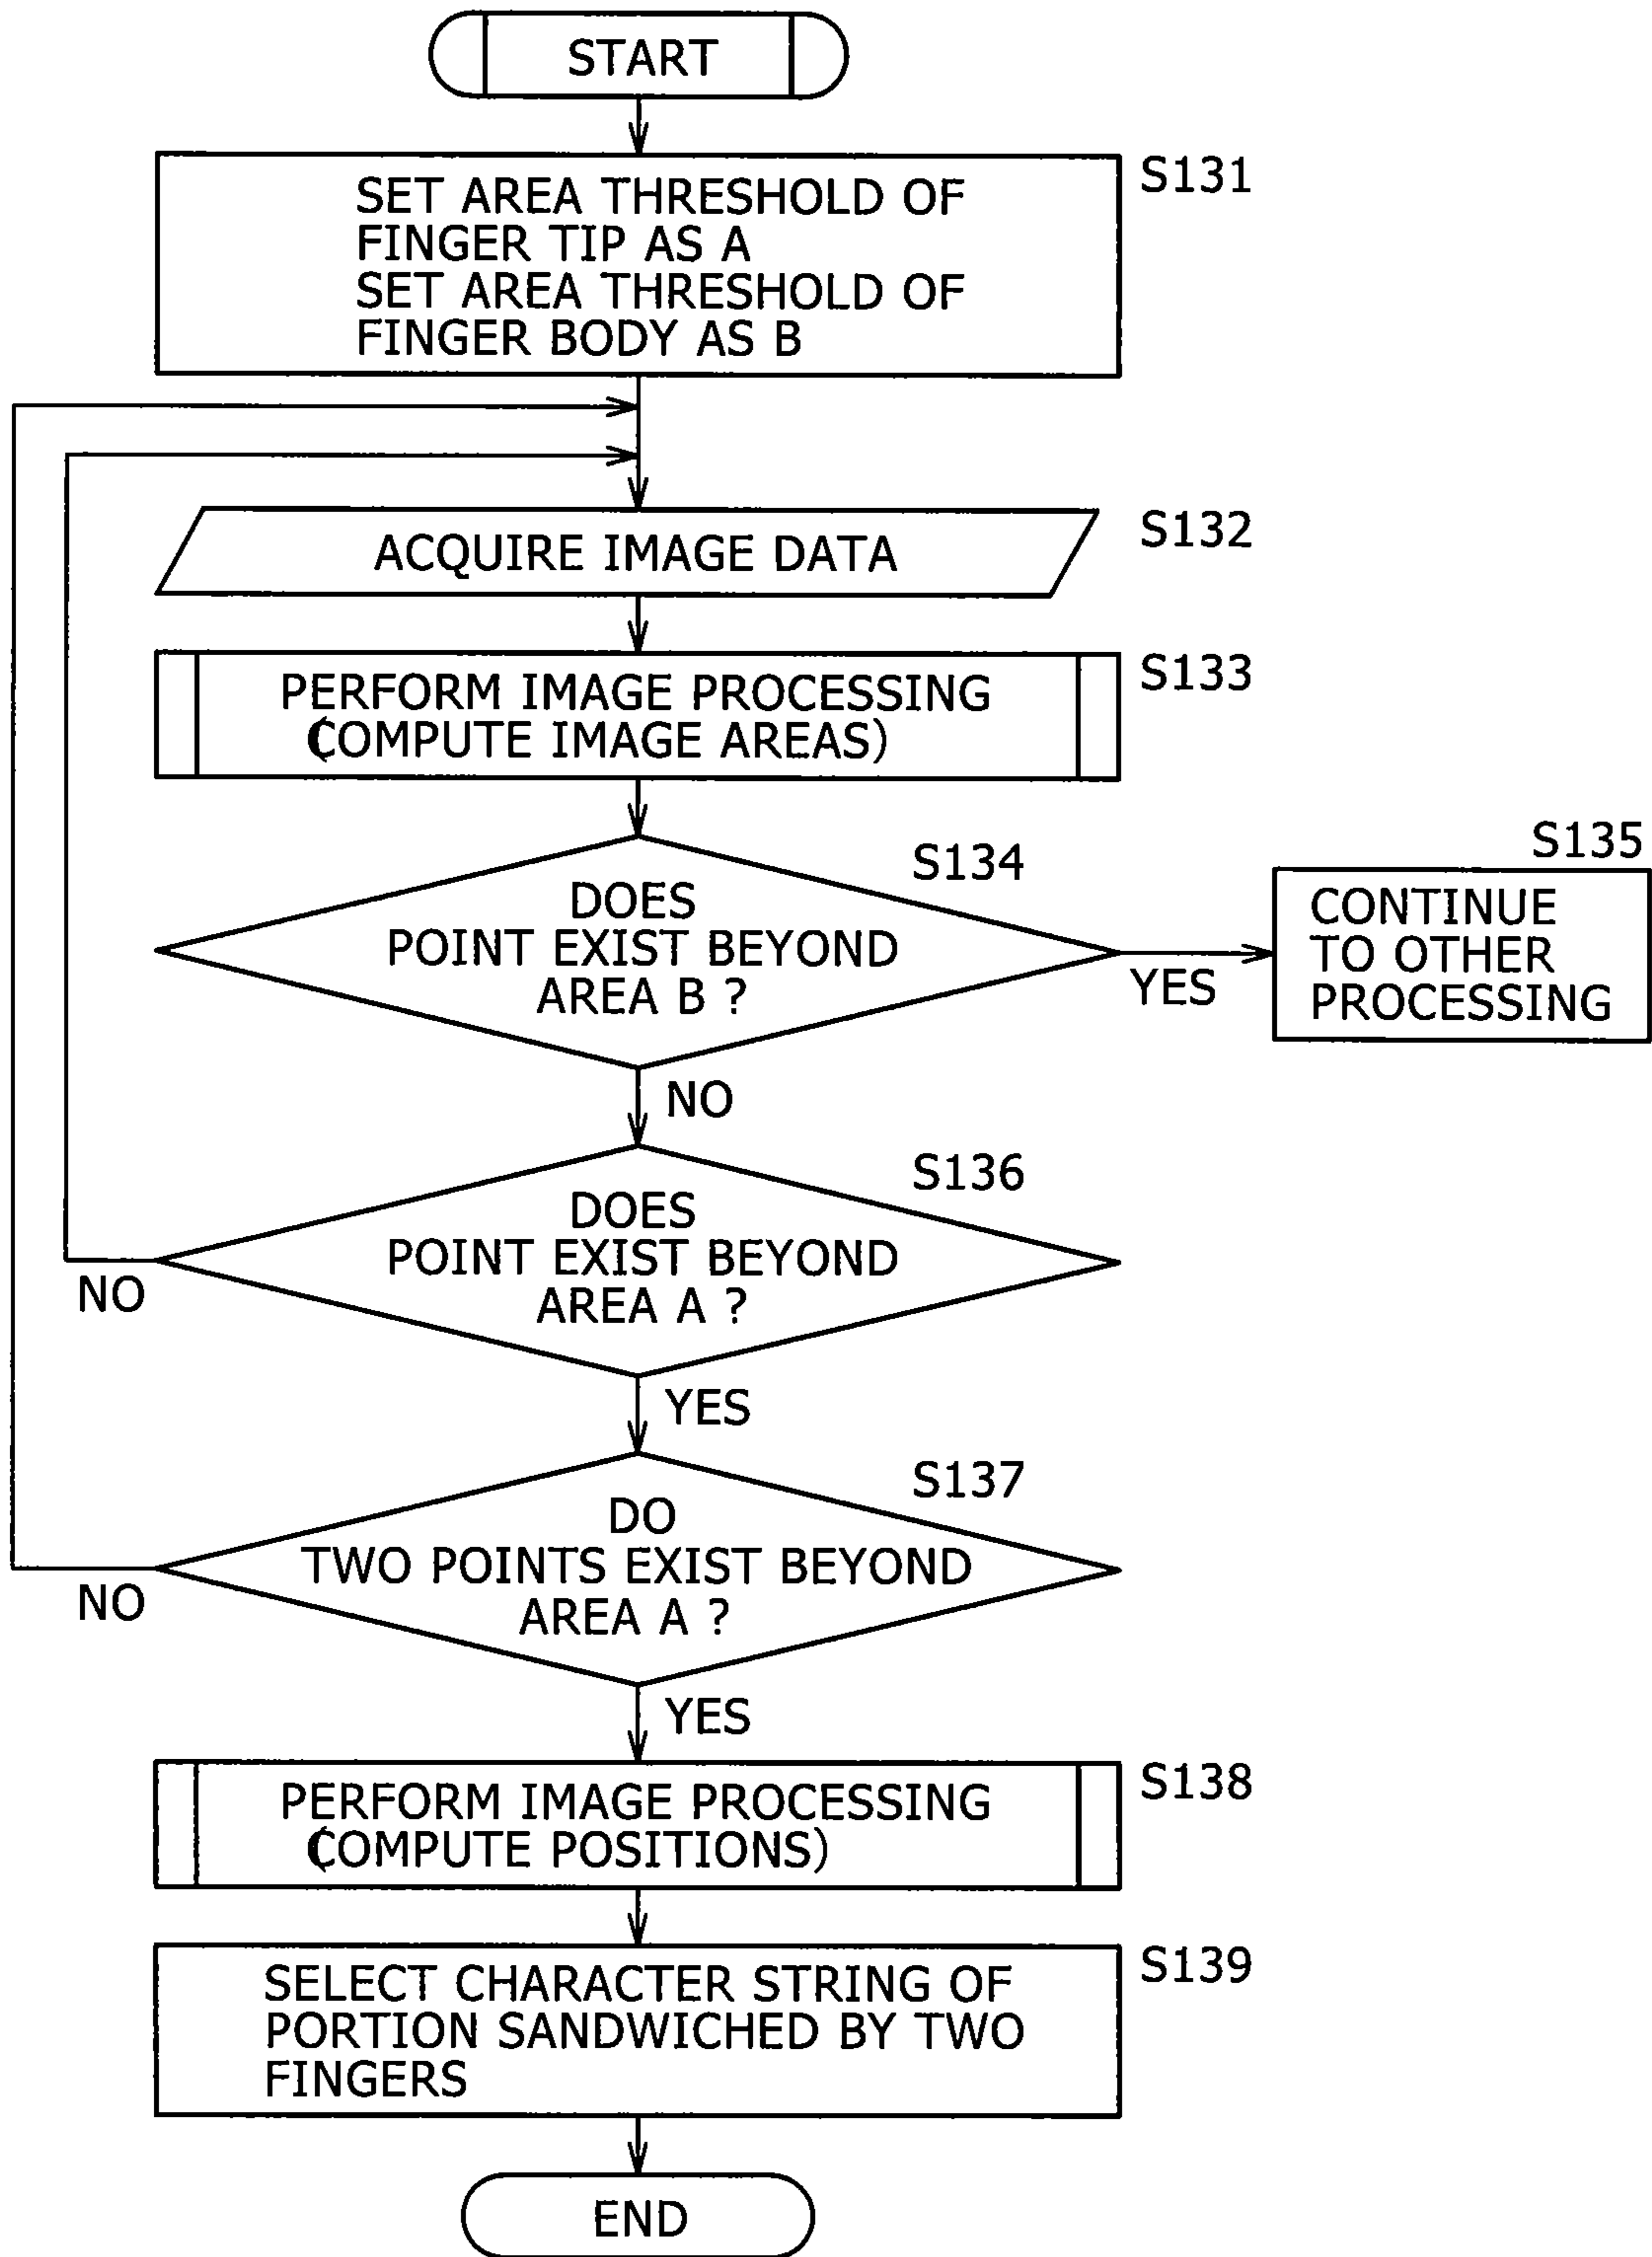 START
S131
SET AREA THRESHOLD OF
FINGER TIP AS A
SET AREA THRESHOLD OF
FINGER BODY AS B
S132
ACQUIRE IMAGE DATA
S133
PERFORM IMAGE PROCESSING
(COMPUTE IMAGE AREAS)
S134
DOES
POINT EXIST BEYOND
AREA B ?
YES
S135
CONTINUE
TO OTHER
PROCESSING
NO
S136
DOES
POINT EXIST BEYOND
AREA A ?
NO
YES
S137
DO
TWO POINTS EXIST BEYOND
AREA A ?
NO
YES
S138
PERFORM IMAGE PROCESSING
(COMPUTE POSITIONS)
S139
SELECT CHARACTER STRING OF
PORTION SANDWICHED BY TWO
FINGERS
END